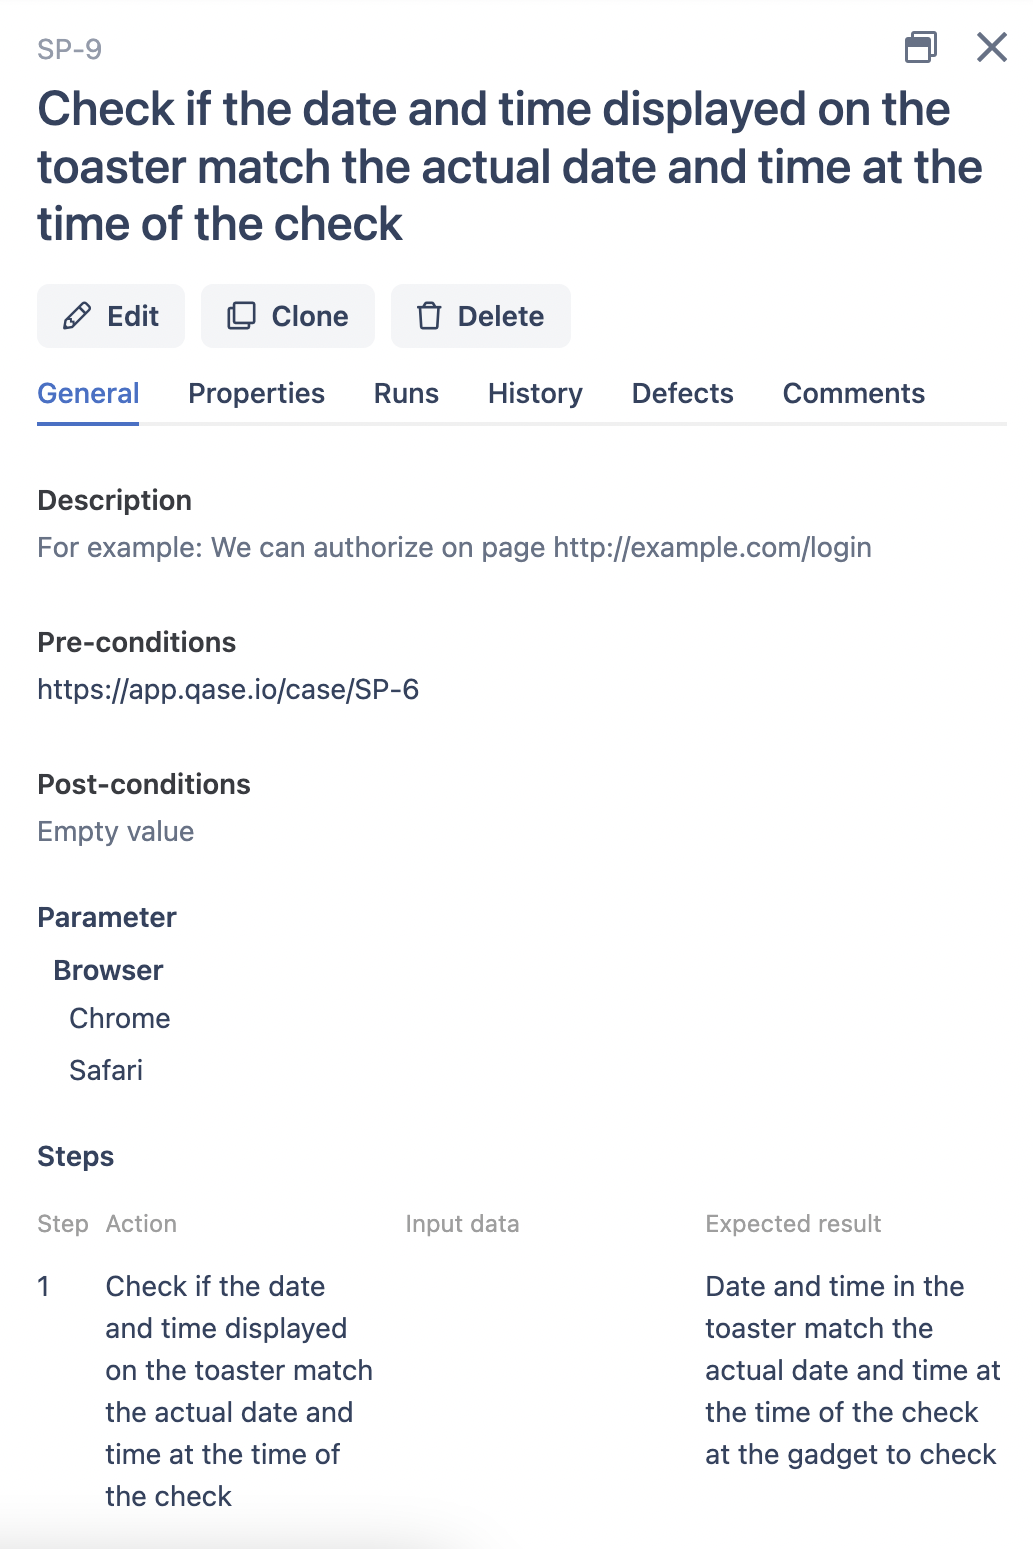 SP-9
Check if the date and time displayed on the
toaster match the actual date and time at the
time of the check
Edit
Clone
Delete
General
Properties
Runs
History
Defects
Comments
Description
For example: We can authorize on page http://example.com/login
Pre-conditions
https://app.qase.io/case/SP-6
Post-conditions
Empty value
Parameter
Browser
Chrome
Safari
Steps
Step Action Input data Expected result
1 Check if the date Date and time in the
and time displayed toaster match the
on the toaster match actual date and time at
the actual date and the time of the check
time at the time of at the gadget to check
the check